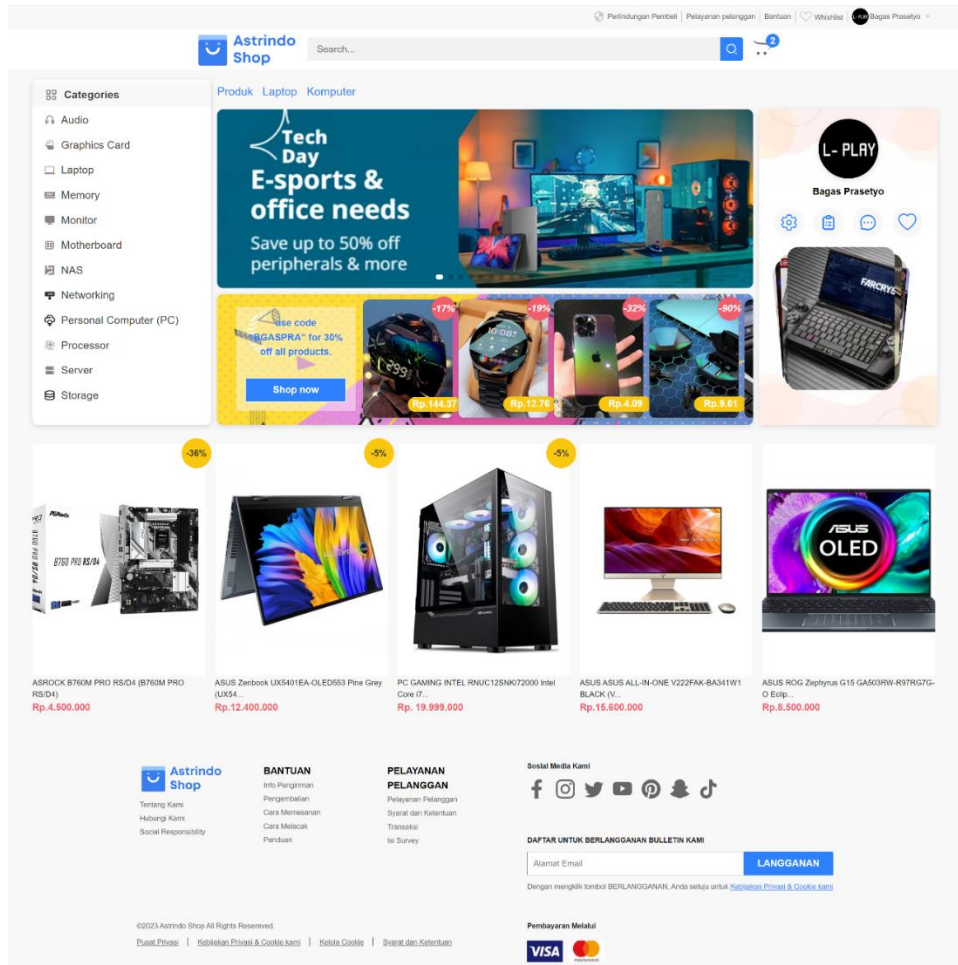 Perlindungan Pembeli | Pelayanan pelanggan | Bantuan | Whishlist | Bagas Prasetyo
Astrindo
Shop
Search...
2
Categories
Audio
Graphics Card
Laptop
Memory
Monitor
Motherboard
NAS
Networking
Personal Computer (PC)
Processor
Server
Storage
Produk Laptop Komputer
Tech
Day
E-sports &
office needs
Save up to 50% off
peripherals & more
L- PLAY
Bagas Prasetyo
FARCRY5
use code
"BGASPRA" for 30%
off all products.
Shop now
-17%
Rp.144.37
-19%
Rp.12.76
-32%
Rp.4.09
-90%
Rp.9.61
-36%
-5%
-5%
ASRock
B760 PRO RS/D4
ASUS
OLED
ASROCK B760M PRO RS/D4 (B760M PRO
RS/D4)
Rp.4.500.000
ASUS Zenbook UX5401EA-OLED553 Pine Grey
(UX54...
Rp.12.400.000
PC GAMING INTEL RNUC12SNKI72000 Intel
Core i7...
Rp. 19.999.000
ASUS ASUS ALL-IN-ONE V222FAK-BA341W1
BLACK (V...
Rp.15.600.000
ASUS ROG Zephyrus G15 GA503RW-R97RG7G-
O Eclip...
Rp.8.500.000
Astrindo
Shop
Tentang Kami
Hubungi Kami
Social Responsibility
BANTUAN
Info Pengiriman
Pengembalian
Cara Memesanan
Cara Melacak
Panduan
PELAYANAN
PELANGGAN
Pelayanan Pelanggan
Syarat dan Ketentuan
Transaksi
Isi Survey
Sosial Media Kami
DAFTAR UNTUK BERLANGGANAN BULLETIN KAMI
Alamat Email
LANGGANAN
Dengan mengklik tombol BERLANGGANAN, Anda setuju untuk Kebijakan Privasi & Cookie kami
©2023 Astrindo Shop All Rights Resereved.
Pusat Privasi | Kebijakan Privasi & Cookie kami | Kelola Cookie | Syarat dan Ketentuan
Pembayaran Melalui
VISA
mastercard